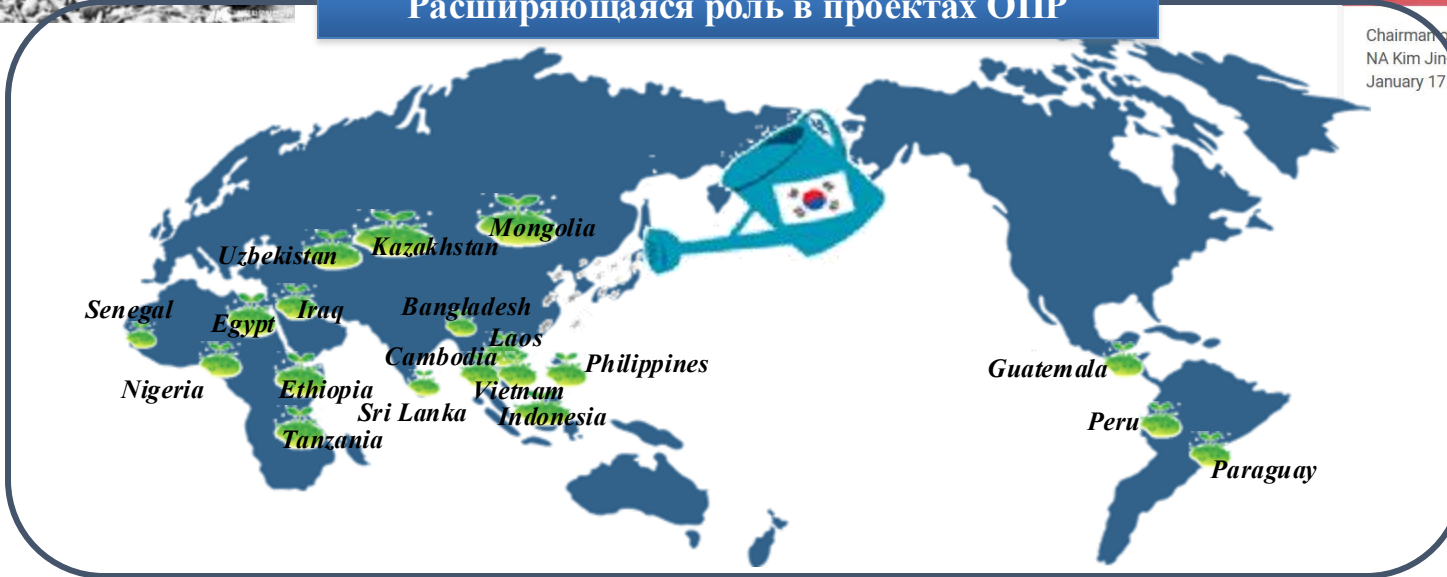 Расширяющаяся роль в проектах ОПР
Chairman
NA Kim Jin
January 17
Mongolia
Kazakhstan
Uzbekistan
Senegal
Iraq
Bangladesh
Egypt
Laos
Cambodia
Philippines
Guatemala
Nigeria
Ethiopia
Vietnam
Sri Lanka
Indonesia
Peru
Tanzania
Paraguay